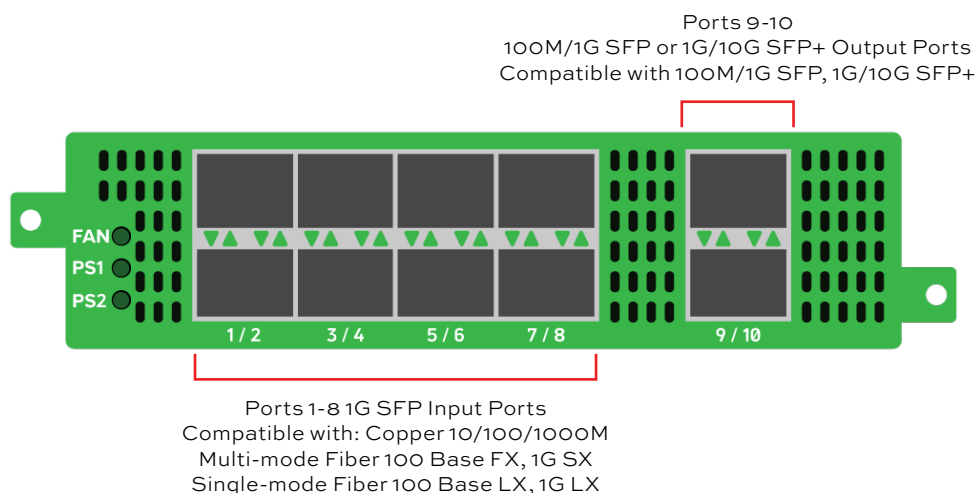 Ports 9-10
100M/1G SFP or 1G/10G SFP+ Output Ports
Compatible with 100M/1G SFP, 1G/10G SFP+
FAN
PS1
PS2
1 / 2
3 / 4
5 / 6
7 / 8
9 / 10
Ports 1-8 1G SFP Input Ports
Compatible with: Copper 10/100/1000M
Multi-mode Fiber 100 Base FX, 1G SX
Single-mode Fiber 100 Base LX, 1G LX